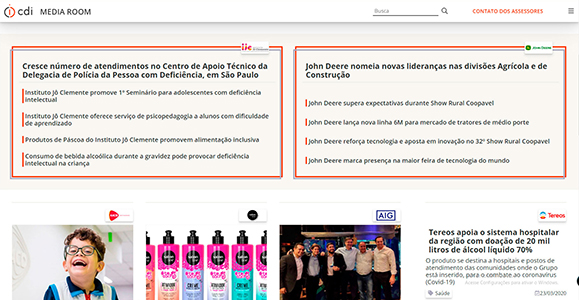 cdi MEDIA ROOM
Busca
CONTATO DOS ASSESSORES
Cresce número de atendimentos no Centro de Apoio Técnico da
Delegacia de Polícia da Pessoa com Deficiência, em São Paulo
Instituto Jô Clemente promove 1º Seminário para adolescentes com deficiência
intelectual
Instituto Jô Clemente oferece serviço de psicopedagogia a alunos com dificuldade
de aprendizado
Produtos de Páscoa do Instituto Jô Clemente promovem alimentação inclusiva
Consumo de bebida alcoólica durante a gravidez pode provocar deficiência
intelectual na criança
John Deere
John Deere nomeia novas lideranças nas divisões Agrícola e de
Construção
John Deere supera expectativas durante Show Rural Coopavel
John Deere lança nova linha 6M para mercado de tratores de médio porte
John Deere reforça tecnologia e aposta em inovação no 32º Show Rural Coopavel
John Deere marca presença na maior feira de tecnologia do mundo
AIG
Tereos
Tereos apoia o sistema hospitalar
da região com doação de 20 mil
litros de álcool líquido 70%
O produto se destina a hospitais e postos de
atendimento das comunidades onde o Grupo
está inserido, para o combate ao coronavírus
(Covid-19)
Acesse Configurações para ativar o Windows.
Saúde
23/03/2020